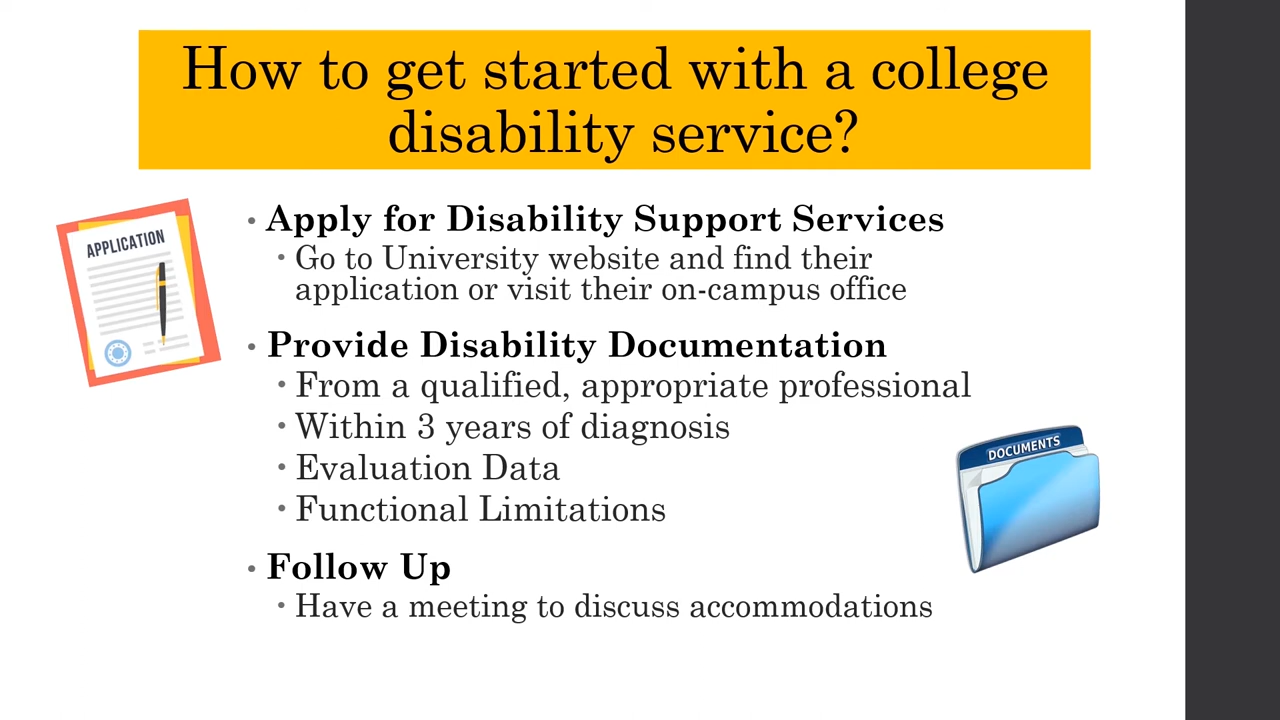 How to get started with a college
disability service?
APPLICATION
• Apply for Disability Support Services
• Go to University website and find their
application or visit their on-campus office
• Provide Disability Documentation
• From a qualified, appropriate professional
• Within 3 years of diagnosis
• Evaluation Data
• Functional Limitations
DOCUMENTS
• Follow Up
• Have a meeting to discuss accommodations